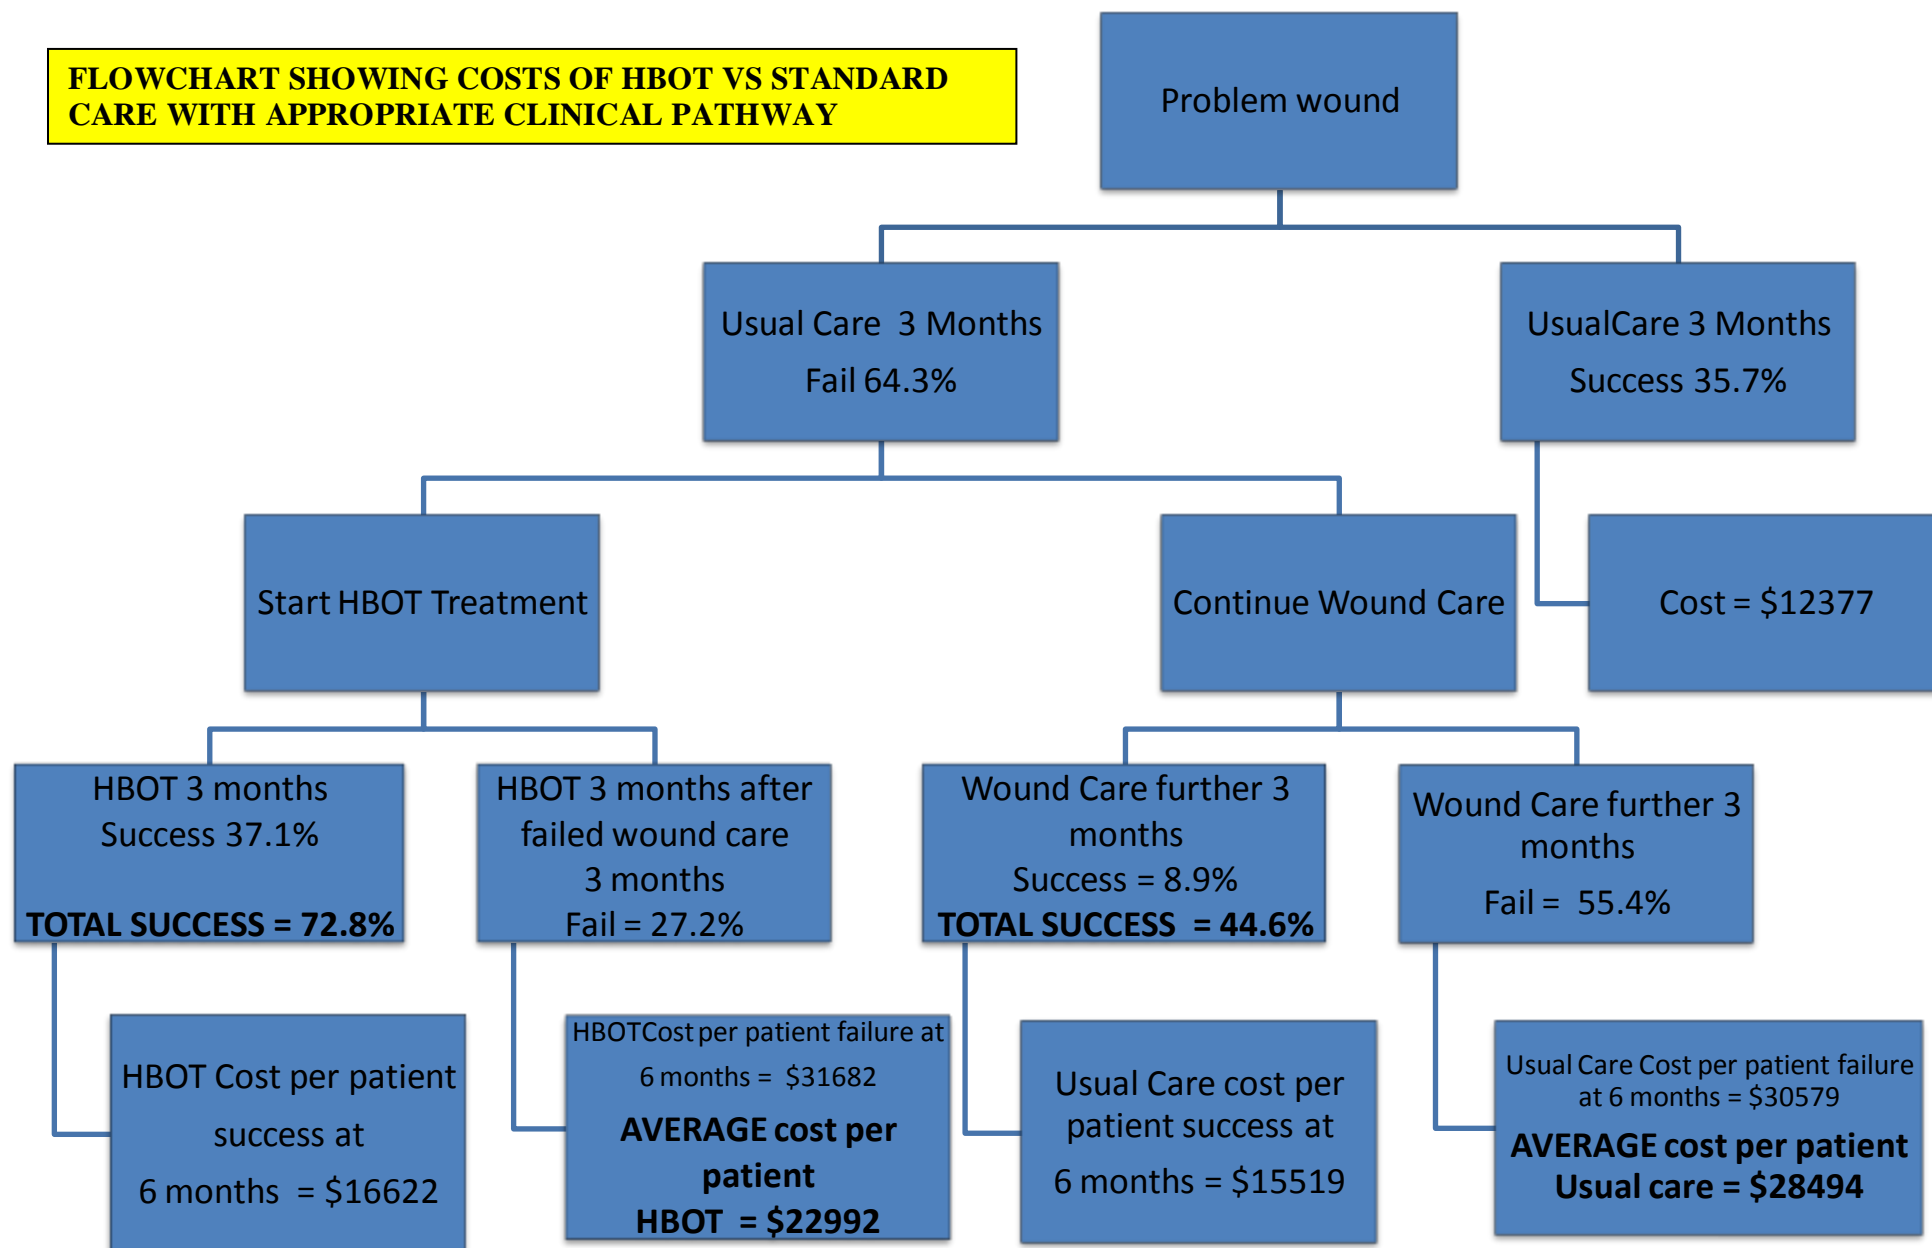 FLOWCHART SHOWING COSTS OF HBOT VS STANDARD
CARE WITH APPROPRIATE CLINICAL PATHWAY
Problem wound
Usual Care 3 Months
Fail 64.3%
UsualCare 3 Months
Success 35.7%
Start HBOT Treatment
Continue Wound Care
Cost = $12377
HBOT 3 months
Success 37.1%
TOTAL SUCCESS = 72.8%
HBOT 3 months after
failed wound care
3 months
Fail = 27.2%
Wound Care further 3
months
Success = 8.9%
TOTAL SUCCESS = 44.6%
Wound Care further 3
months
Fail = 55.4%
HBOT Cost per patient
success at
6 months = $16622
HBOTCost per patient failure at
6 months = $31682
AVERAGE cost per
patient
HBOT = $22992
Usual Care cost per
patient success at
6 months = $15519
Usual Care Cost per patient failure
at 6 months = $30579
AVERAGE cost per patient
Usual care = $28494